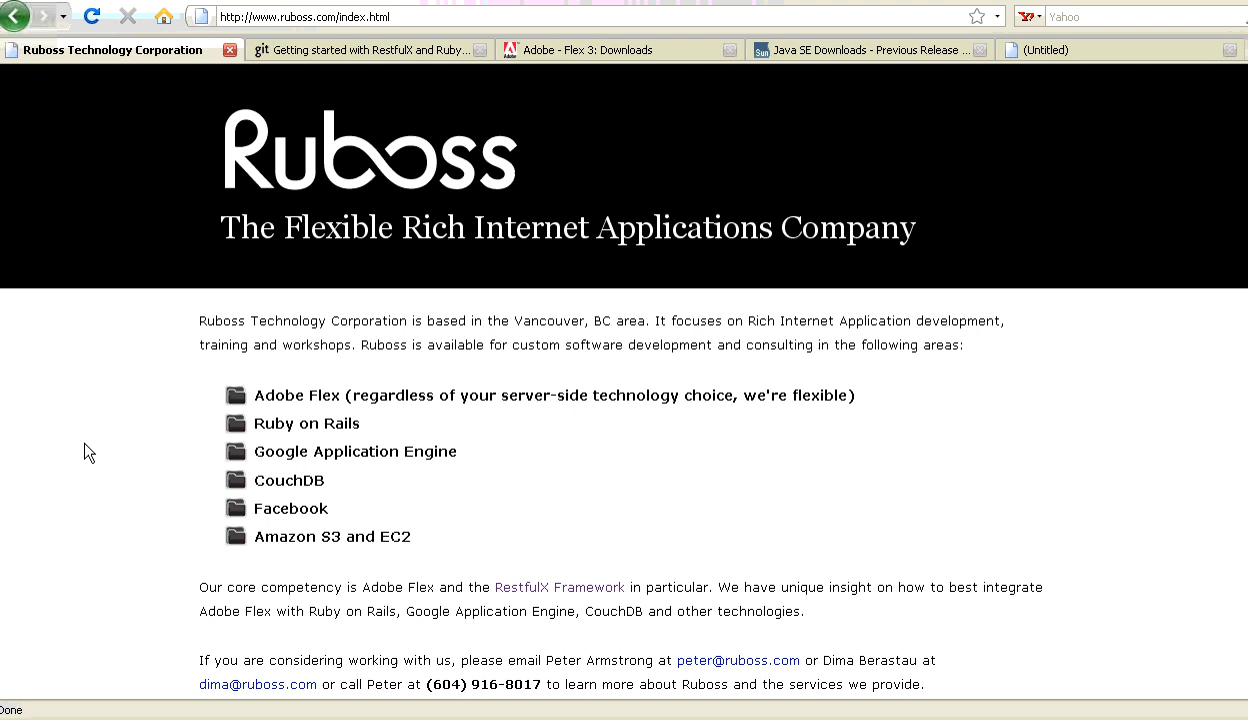 http://www.ruboss.com/index.html
Yahoo
Ruboss Technology Corporation
git Getting started with RestfulX and Ruby...
Adobe - Flex 3: Downloads
Sun Java SE Downloads - Previous Release ...
(Untitled)
Ruboss
The Flexible Rich Internet Applications Company
Ruboss Technology Corporation is based in the Vancouver, BC area. It focuses on Rich Internet Application development,
training and workshops. Ruboss is available for custom software development and consulting in the following areas:
Adobe Flex (regardless of your server-side technology choice, we're flexible)
Ruby on Rails
Google Application Engine
CouchDB
Facebook
Amazon S3 and EC2
Our core competency is Adobe Flex and the RestfulX Framework in particular. We have unique insight on how to best integrate
Adobe Flex with Ruby on Rails, Google Application Engine, CouchDB and other technologies.
If you are considering working with us, please email Peter Armstrong at peter@ruboss.com or Dima Berastau at
dima@ruboss.com or call Peter at (604) 916-8017 to learn more about Ruboss and the services we provide.
Done